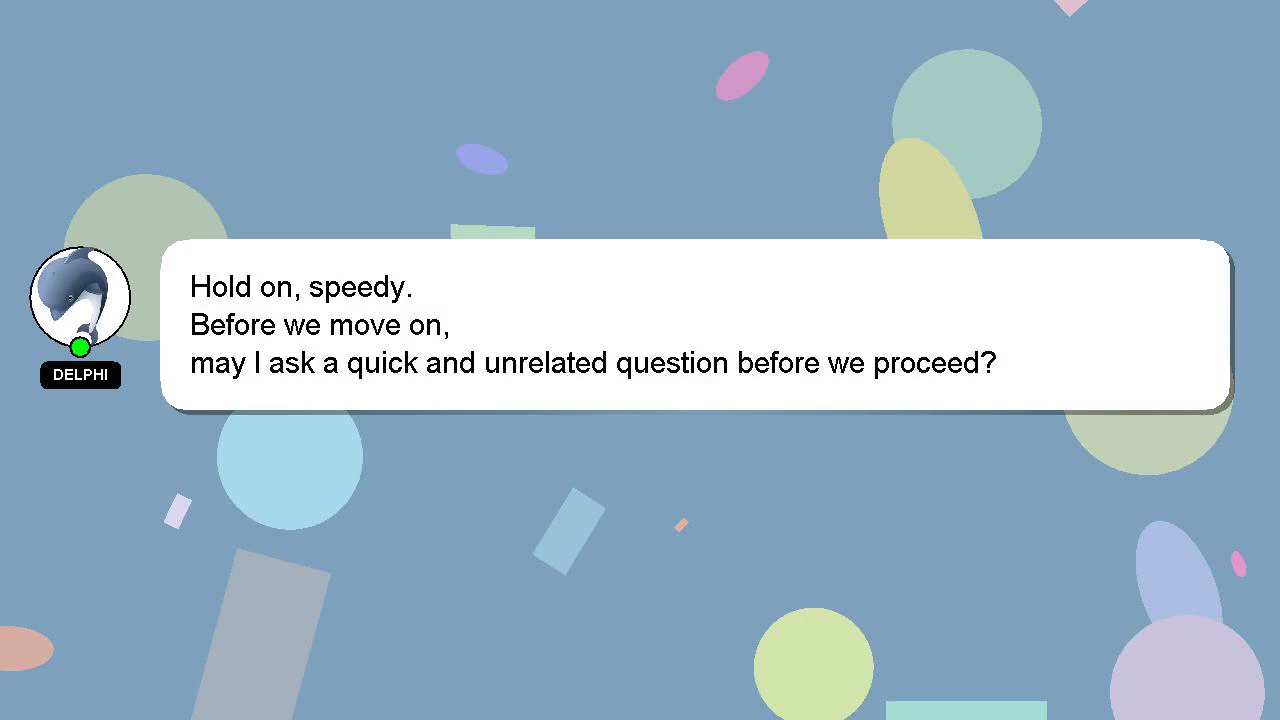 Hold on, speedy.
Before we move on,
may I ask a quick and unrelated question before we proceed?
DELPHI